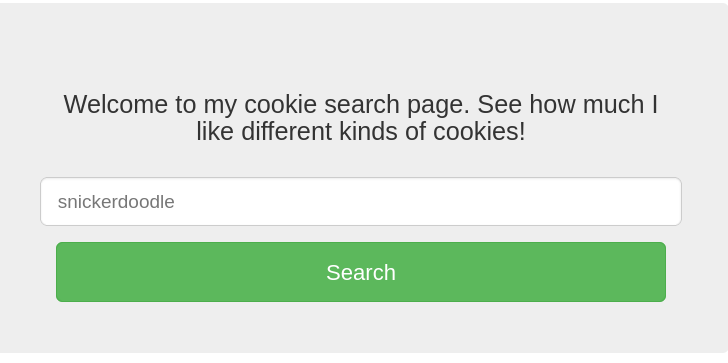 Welcome to my cookie search page. See how much I
like different kinds of cookies!
snickerdoodle
Search